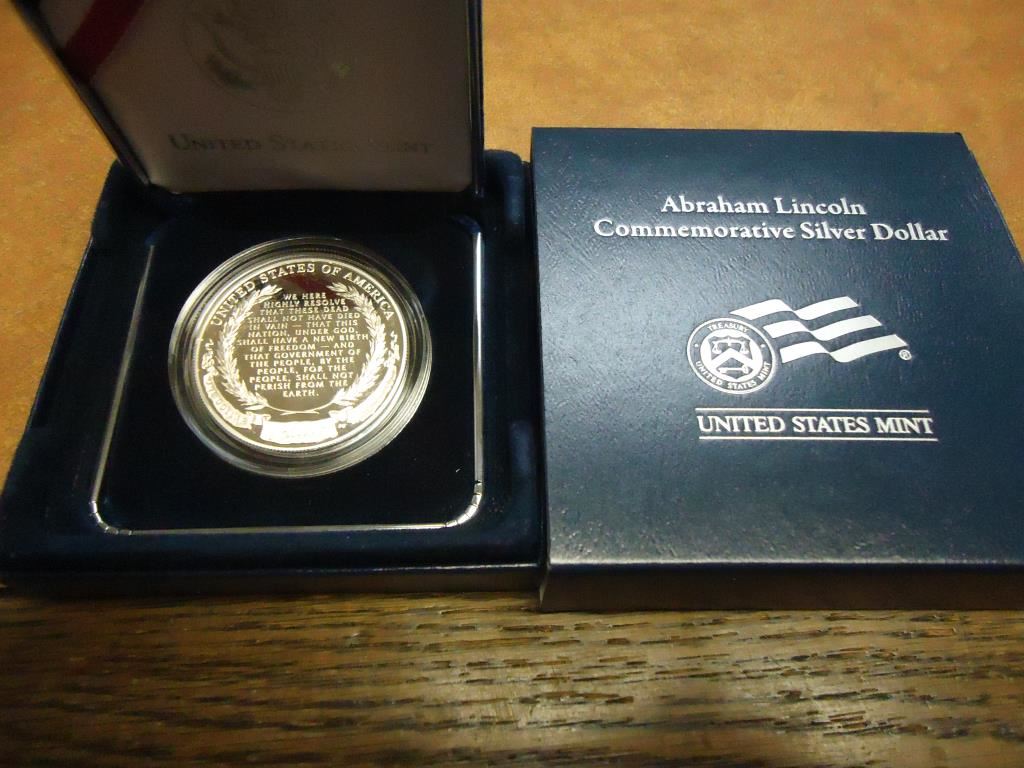 UNITED STATES MINT
UNITED STATES OF AMERICA
WE HERE
HIGHLY RESOLVE
THAT THESE DEAD
SHALL NOT HAVE DIED
IN VAIN — THAT THIS
NATION, UNDER GOD,
SHALL HAVE A NEW BIRTH
OF FREEDOM — AND
THAT GOVERNMENT OF
THE PEOPLE, BY THE
PEOPLE, FOR THE
PEOPLE, SHALL NOT
PERISH FROM THE
EARTH.
Abraham Lincoln
Commemorative Silver Dollar
TREASURY
UNITED STATES MINT
®
UNITED STATES MINT